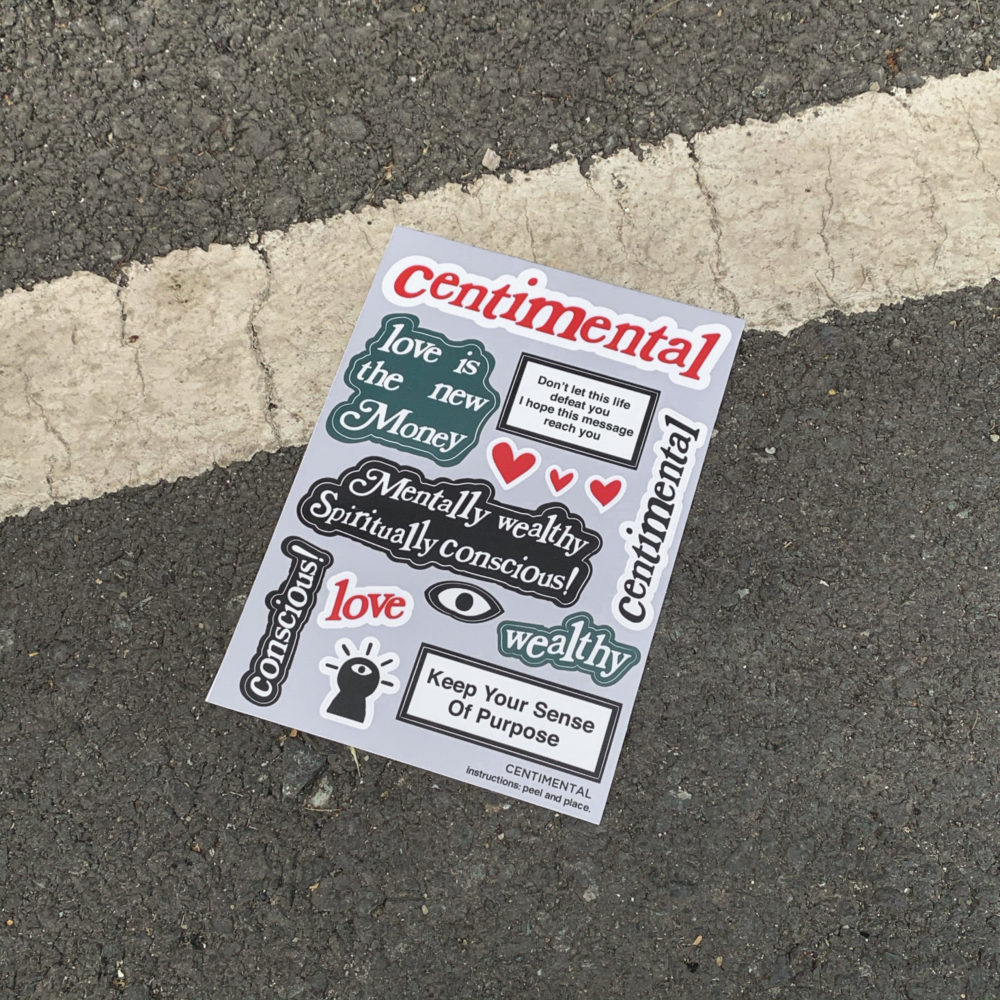 centimental
love is
the new
Money
Don't let this life
defeat you
I hope this message
reach you
centimental
Mentally wealthy
Spiritually conscious!
conscious!
love
wealthy
Keep Your Sense
Of Purpose
CENTIMENTAL
instructions: peel and place.